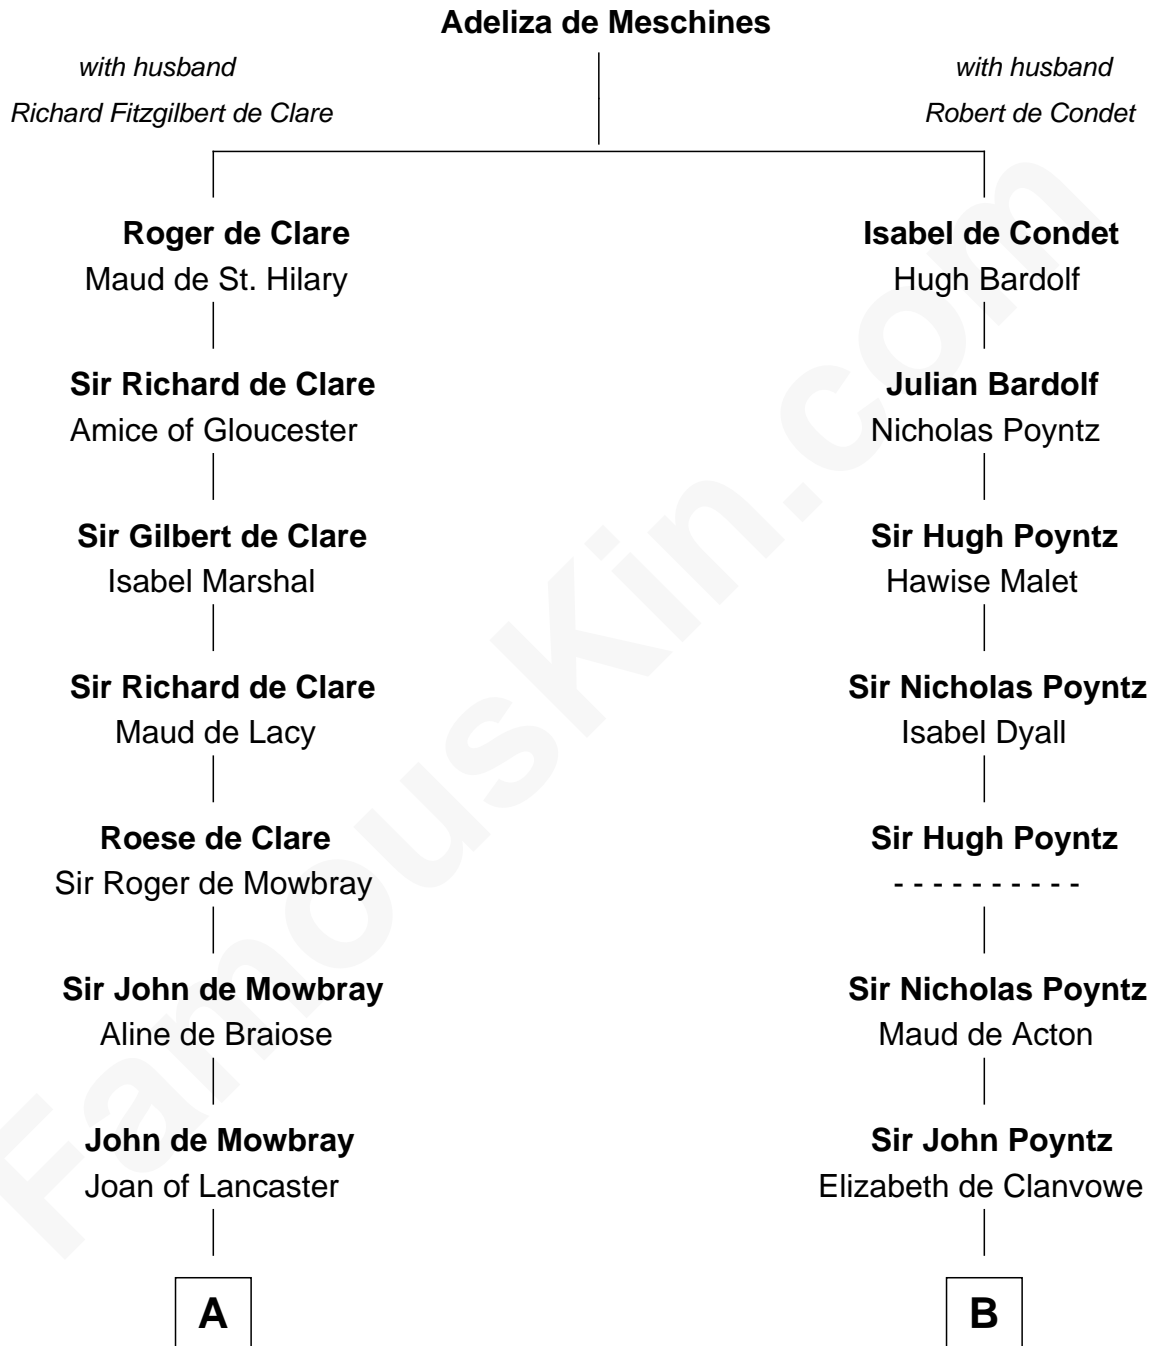 Adeliza de Meschines
with husband
Richard Fitzgilbert de Clare
with husband
Robert de Condet
Roger de Clare
Maud de St. Hilary
Isabel de Condet
Hugh Bardolf
Sir Richard de Clare
Amice of Gloucester
Julian Bardolf
Nicholas Poyntz
Sir Gilbert de Clare
Isabel Marshal
Sir Hugh Poyntz
Hawise Malet
Sir Richard de Clare
Maud de Lacy
Sir Nicholas Poyntz
Isabel Dyall
Roese de Clare
Sir Roger de Mowbray
Sir Hugh Poyntz
- - - - - - - - - -
Sir John de Mowbray
Aline de Braiose
Sir Nicholas Poyntz
Maud de Acton
John de Mowbray
Joan of Lancaster
Sir John Poyntz
Elizabeth de Clanvowe
A
B
FamousKin.com